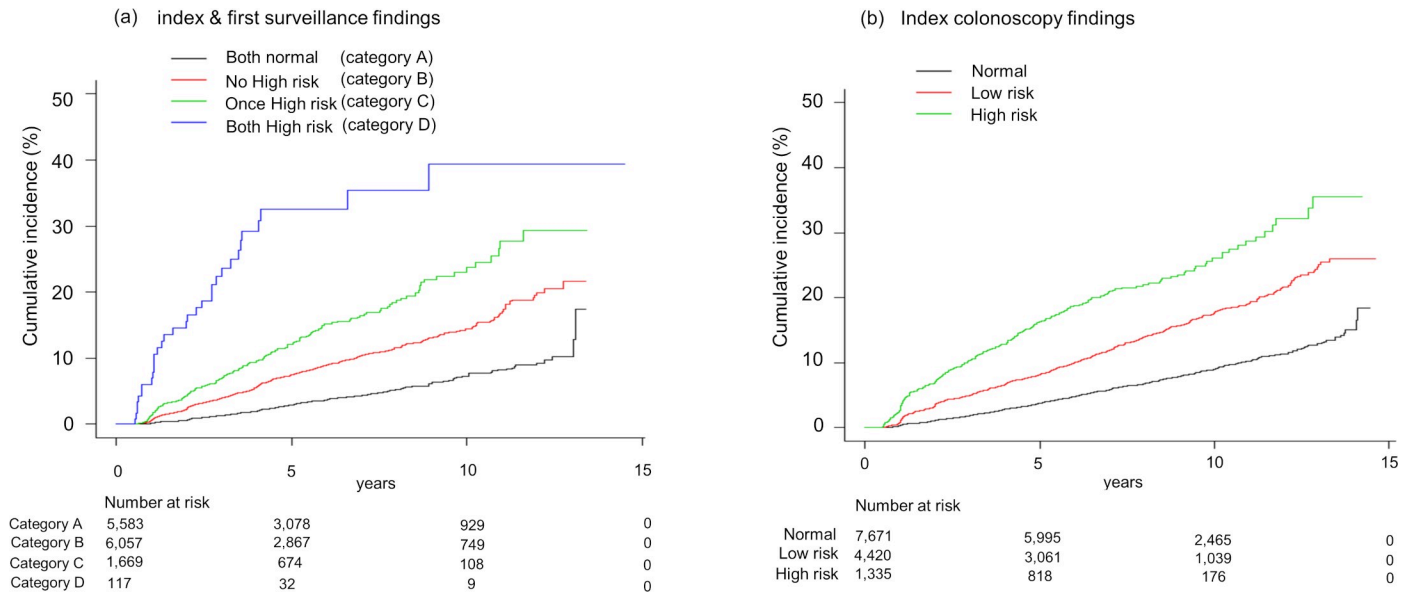 (a) index & first surveillance findings
Both normal (category A)
No High risk (category B)
Once High risk (category C)
Both High risk (category D)
Cumulative incidence (%)
50
40
30
20
10
0
0 5 10 15
years
Number at risk
Category A 5,583 3,078 929 0
Category B 6,057 2,867 749 0
Category C 1,669 674 108 0
Category D 117 32 9 0
(b) Index colonoscopy findings
Normal
Low risk
High risk
Cumulative incidence (%)
50
40
30
20
10
0
0 5 10 15
years
Number at risk
Normal 7,671 5,995 2,465 0
Low risk 4,420 3,061 1,039 0
High risk 1,335 818 176 0